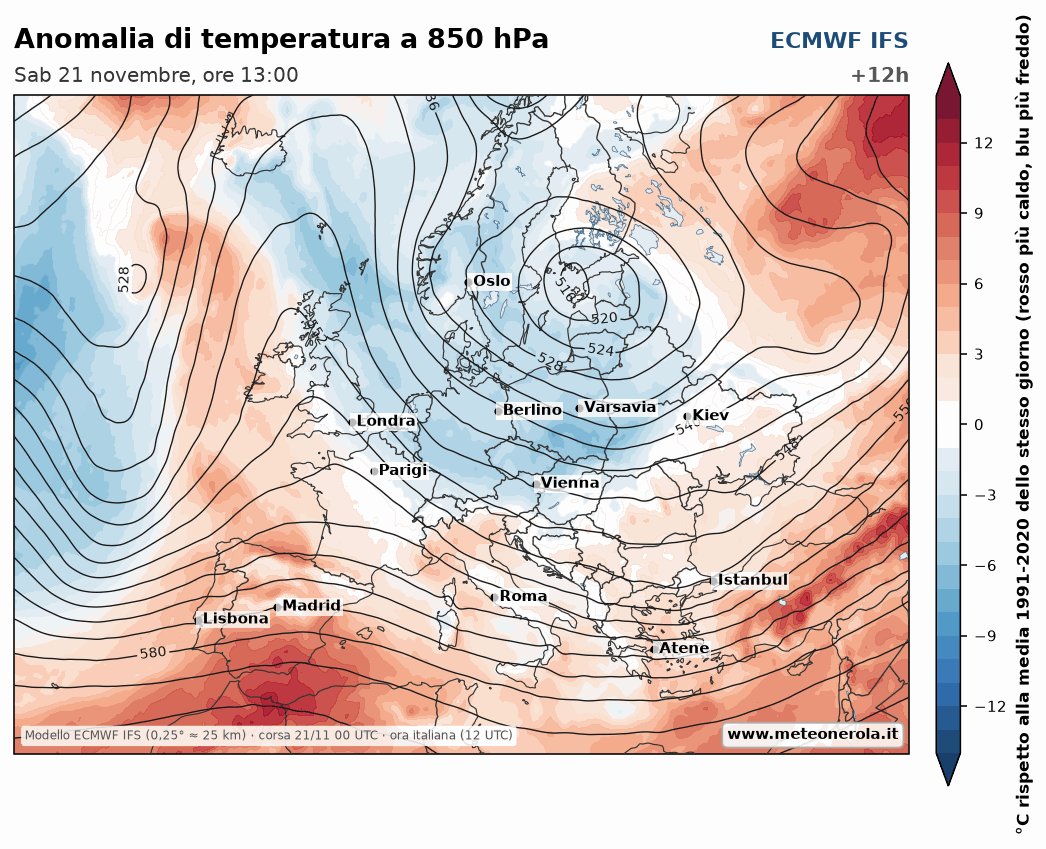 Anomalia di temperatura a 850 hPa
ECMWF IFS
Sab 21 novembre, ore 13:00
+12h
528
Oslo
516
520
524
528
Londra
Berlino
Varsavia
Kiev
540
Parigi
Vienna
Istanbul
Roma
Madrid
Lisbona
Atene
580
Modello ECMWF IFS (0,25° ≈ 25 km) · corsa 21/11 00 UTC · ora italiana (12 UTC)
www.meteonerola.it
12
9
6
3
0
−3
−6
−9
−12
°C rispetto alla media 1991-2020 dello stesso giorno (rosso più caldo, blu più freddo)